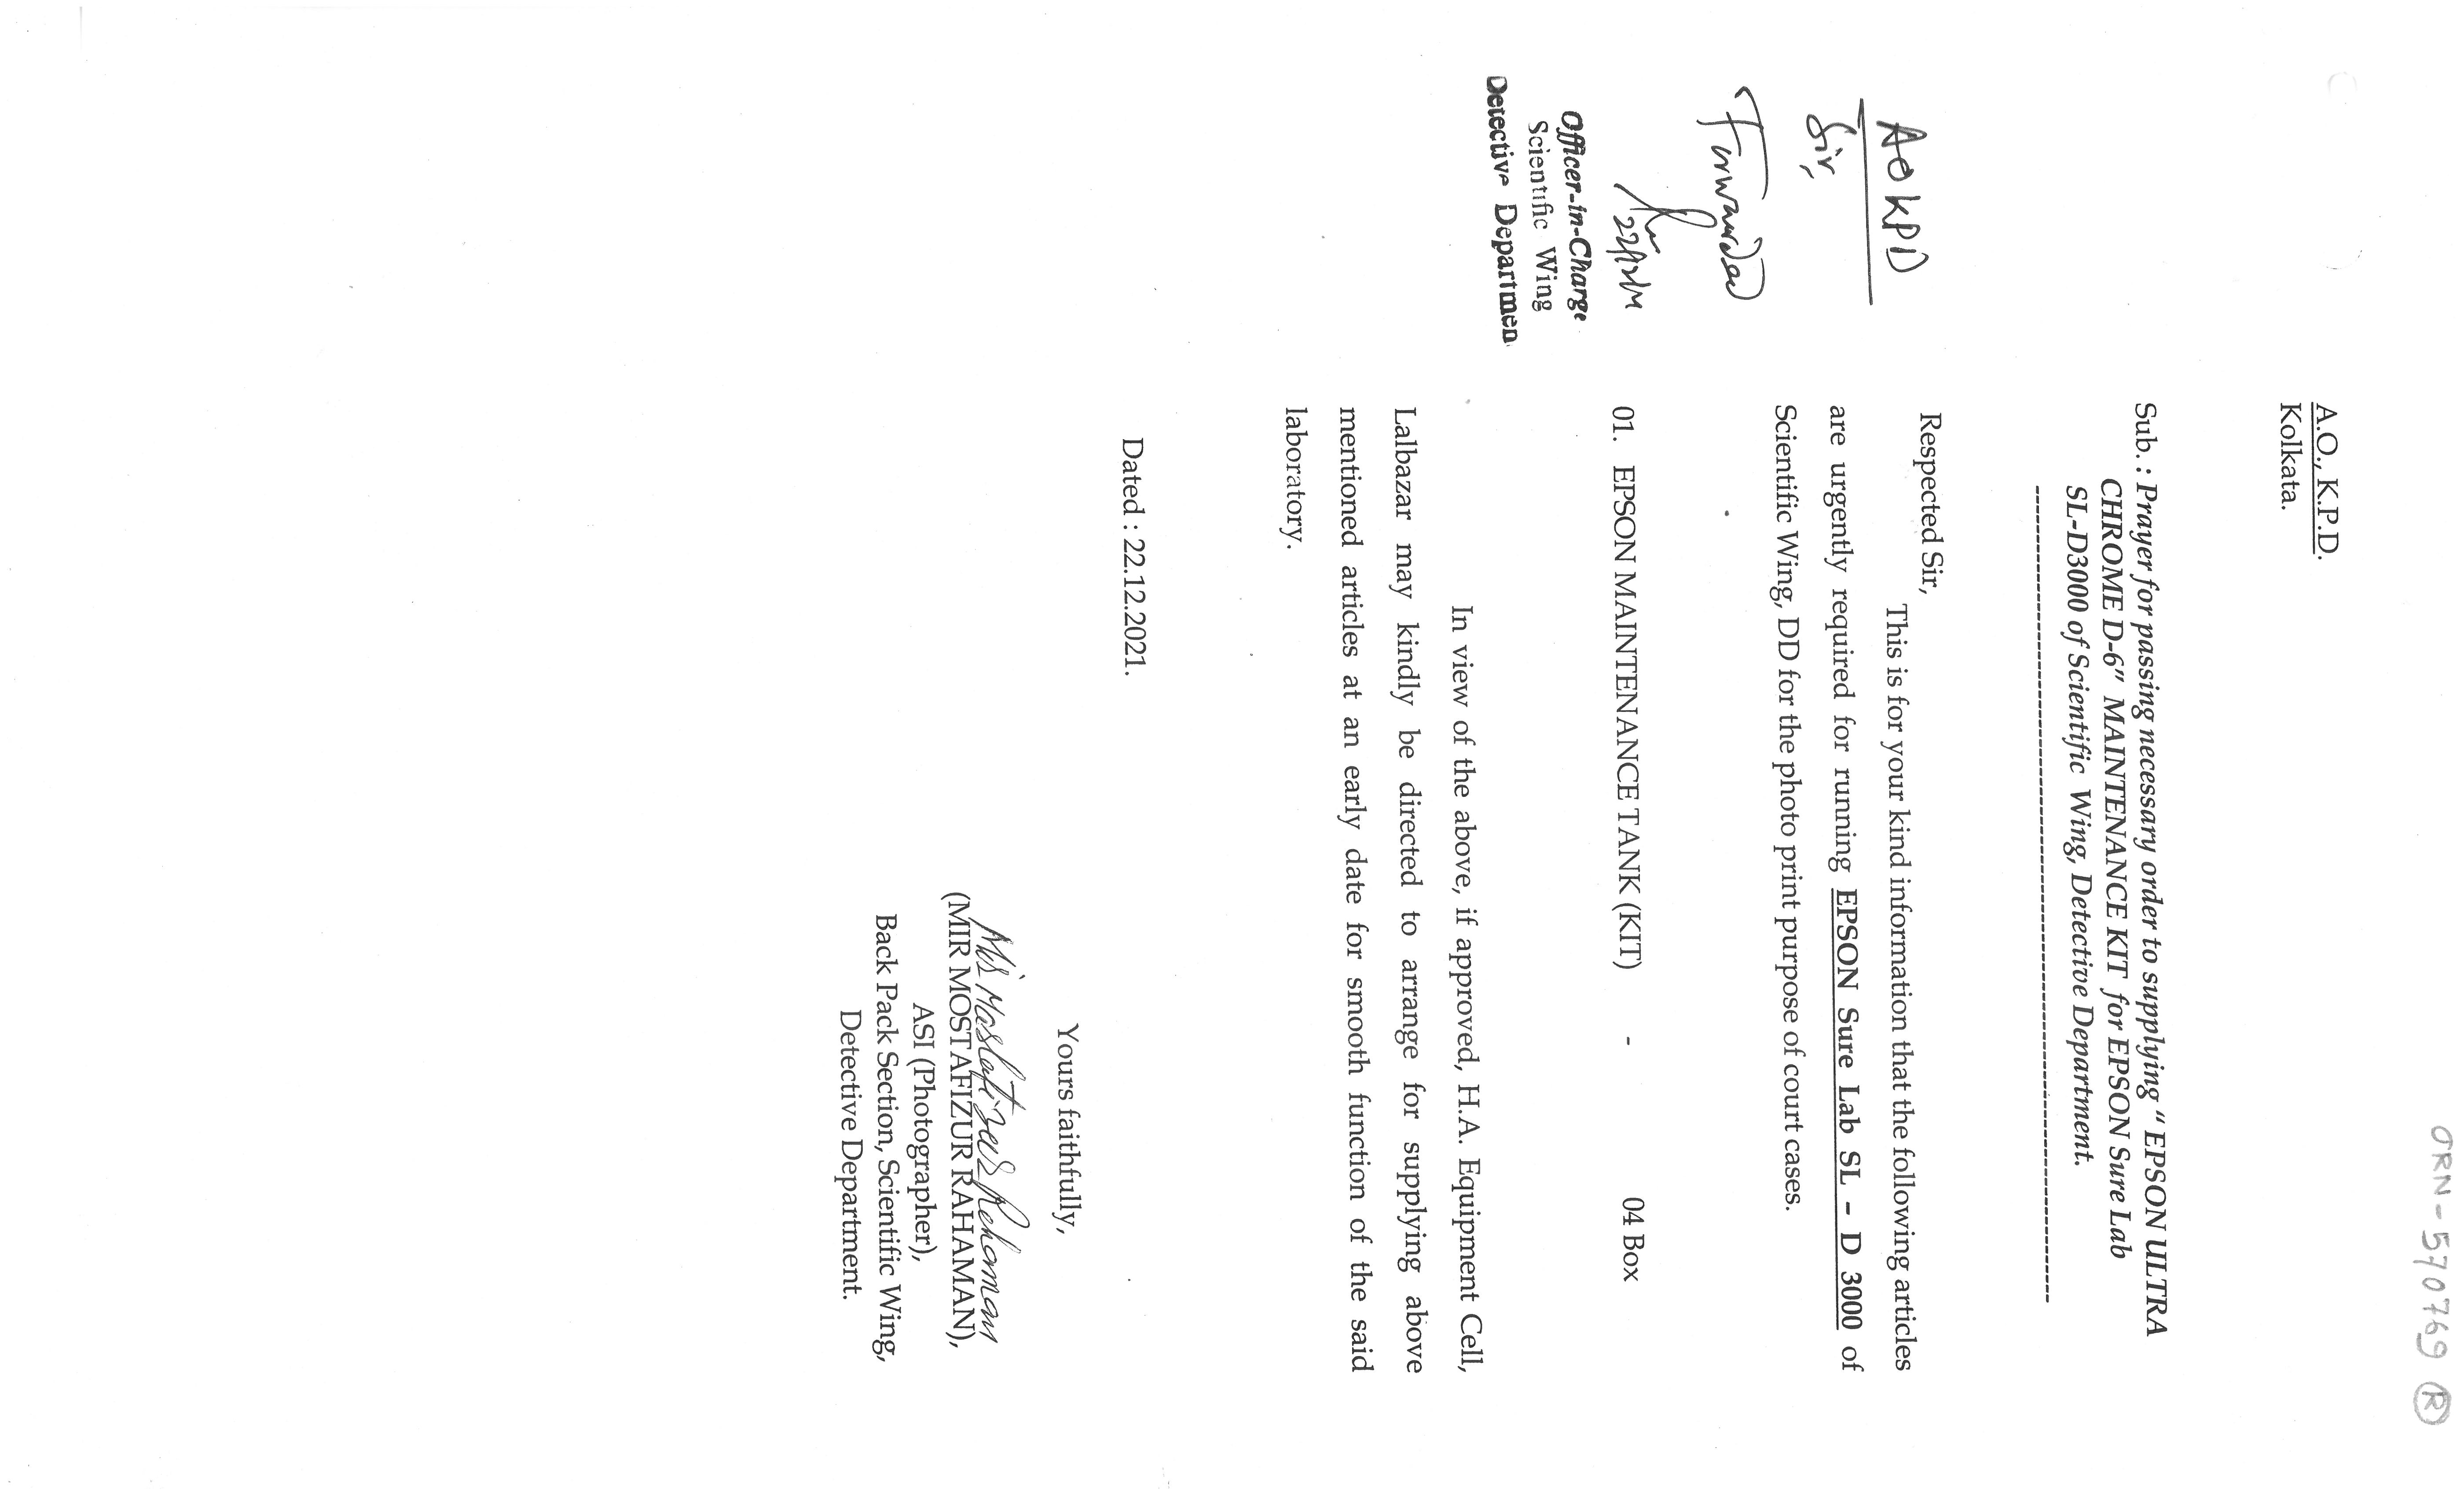 ORN-570769 R
A.O., K.P.D.
Kolkata.
Sub. : Prayer for passing necessary order to supplying “ EPSON ULTRA
CHROME D-6” MAINTENANCE KIT for EPSON Sure Lab
SL-D3000 of Scientific Wing, Detective Department.
Respected Sir,
This is for your kind information that the following articles
are urgently required for running EPSON Sure Lab SL – D 3000 of
Scientific Wing, DD for the photo print purpose of court cases.
AOKPD
Sir,
Forwarded
22/12/21
Officer-in-Charge
Scientific Wing
Detective Departmen
01. EPSON MAINTENANCE TANK (KIT) - 04 Box
In view of the above, if approved, H.A. Equipment Cell,
Lalbazar may kindly be directed to arrange for supplying above
mentioned articles at an early date for smooth function of the said
laboratory.
Dated : 22.12.2021.
Yours faithfully,
Mir Mostafizur Rahaman
(MIR MOSTAFIZUR RAHAMAN),
ASI (Photographer),
Back Pack Section, Scientific Wing,
Detective Department.